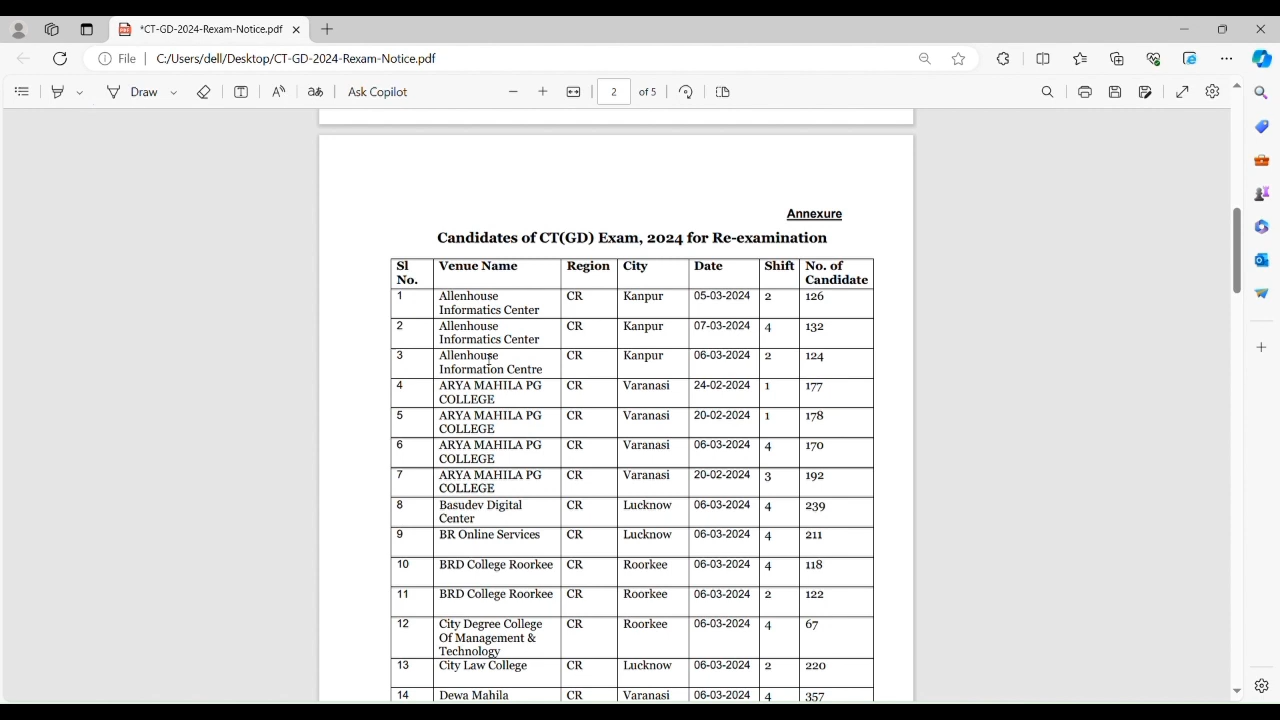 *CT-GD-2024-Rexam-Notice.pdf
File C:/Users/dell/Desktop/CT-GD-2024-Rexam-Notice.pdf
Draw Ask Copilot 2 of 5
Annexure
Candidates of CT(GD) Exam, 2024 for Re-examination
Sl Venue Name Region City Date Shift No. of
No. Candidate
1 Allenhouse CR Kanpur 05-03-2024 2 126
Informatics Center
2 Allenhouse CR Kanpur 07-03-2024 4 132
Informatics Center
3 Allenhouse CR Kanpur 06-03-2024 2 124
Information Centre
4 ARYA MAHILA PG CR Varanasi 24-02-2024 1 177
COLLEGE
5 ARYA MAHILA PG CR Varanasi 20-02-2024 1 178
COLLEGE
6 ARYA MAHILA PG CR Varanasi 06-03-2024 4 170
COLLEGE
7 ARYA MAHILA PG CR Varanasi 20-02-2024 3 192
COLLEGE
8 Basudev Digital CR Lucknow 06-03-2024 4 239
Center
9 BR Online Services CR Lucknow 06-03-2024 4 211
10 BRD College Roorkee CR Roorkee 06-03-2024 4 118
11 BRD College Roorkee CR Roorkee 06-03-2024 2 122
12 City Degree College CR Roorkee 06-03-2024 4 67
Of Management &
Technology
13 City Law College CR Lucknow 06-03-2024 2 220
14 Dewa Mahila CR Varanasi 06-03-2024 4 357